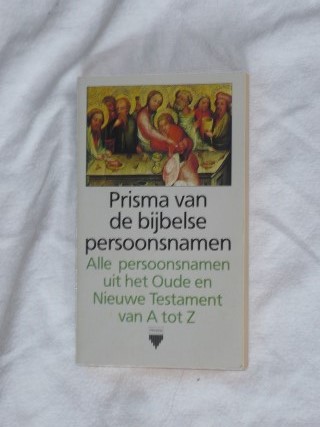 Prisma van
de bijbelse
persoonsnamen
Alle persoonsnamen
uit het Oude en
Nieuwe Testament
van A tot Z